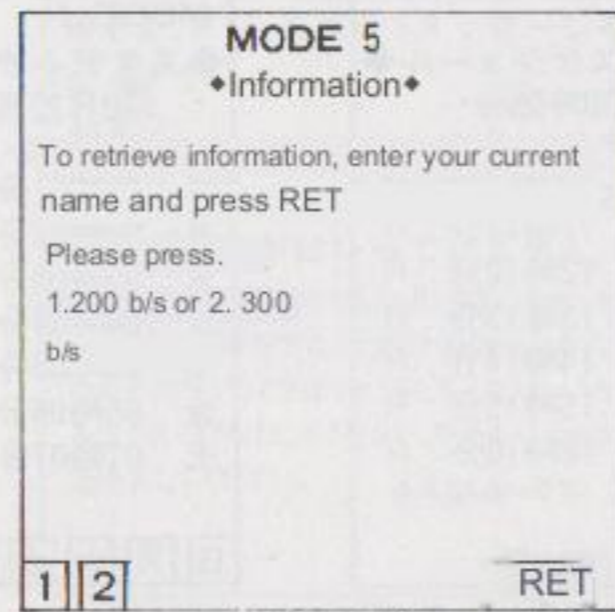 MODE 5
◆Information◆
To retrieve information, enter your current
name and press RET
Please press.
1.200 b/s or 2. 300
b/s
1 2 RET